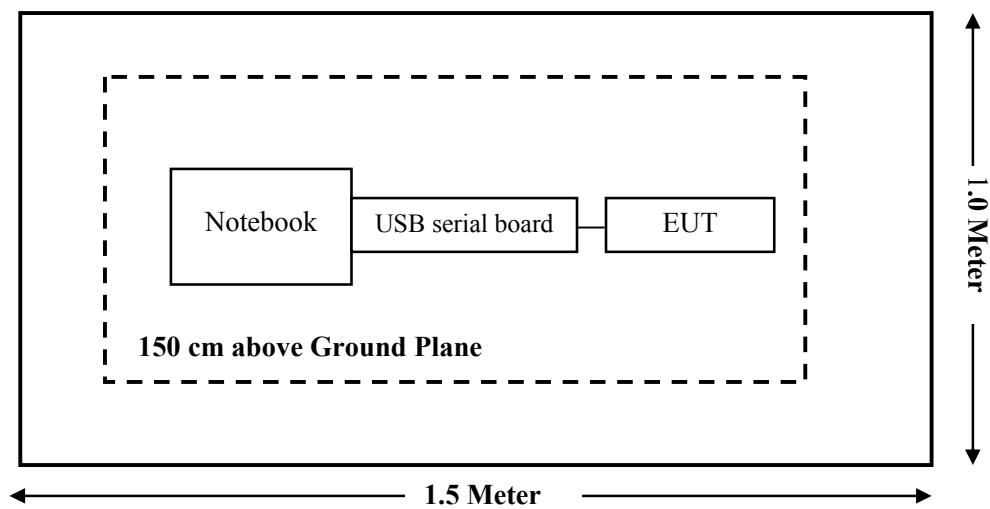 Notebook
USB serial board
EUT
150 cm above Ground Plane
1.0 Meter
1.5 Meter